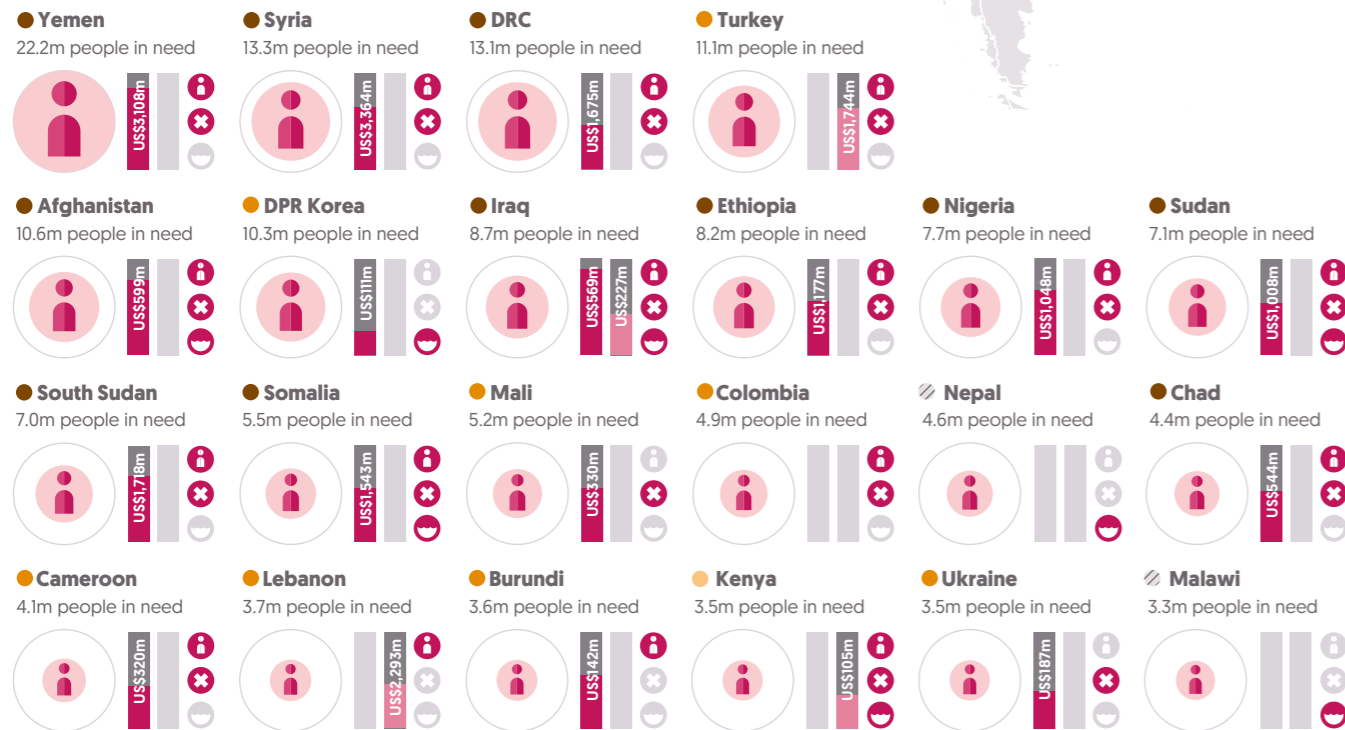 Yemen
22.2m people in need
US$3,108m
Syria
13.3m people in need
US$3,364m
DRC
13.1m people in need
US$1,675m
Turkey
11.1m people in need
US$1,744m
Afghanistan
10.6m people in need
US$599m
DPR Korea
10.3m people in need
US$111m
Iraq
8.7m people in need
US$569m
US$227m
Ethiopia
8.2m people in need
US$1,177m
Nigeria
7.7m people in need
US$1,048m
Sudan
7.1m people in need
US$1,008m
South Sudan
7.0m people in need
US$1,718m
Somalia
5.5m people in need
US$1,543m
Mali
5.2m people in need
US$330m
Colombia
4.9m people in need
Nepal
4.6m people in need
Chad
4.4m people in need
US$544m
Cameroon
4.1m people in need
US$320m
Lebanon
3.7m people in need
US$2,293m
Burundi
3.6m people in need
US$142m
Kenya
3.5m people in need
US$105m
Ukraine
3.5m people in need
US$187m
Malawi
3.3m people in need